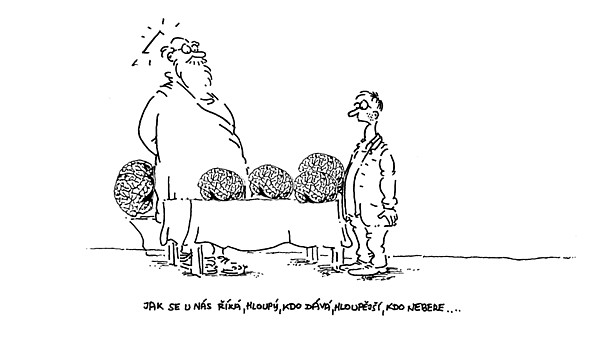 JAK SE U NÁS ŘÍKÁ, HLOUPÝ, KDO DÁVÁ, HLOUPĚJŠÍ, KDO NEBERE....